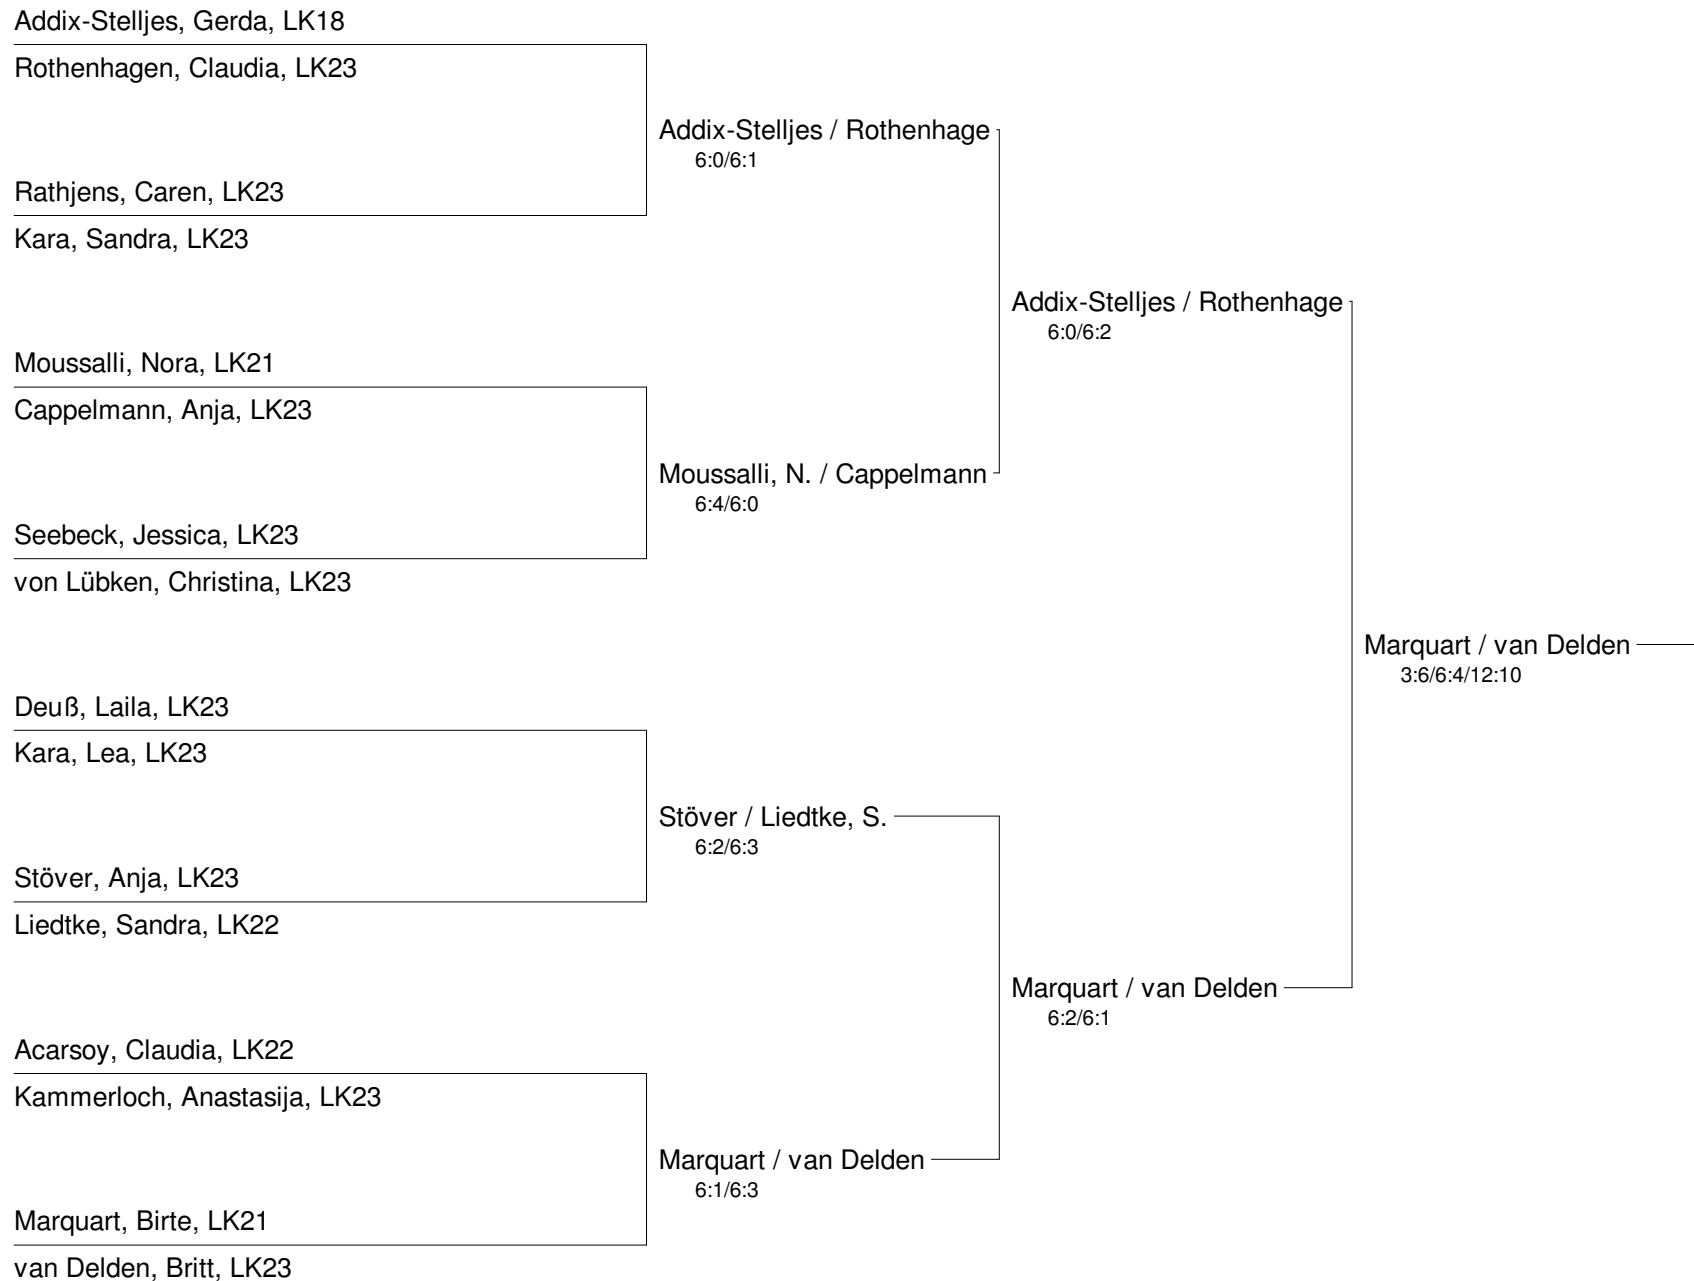 Addix-Stelljes, Gerda, LK18
Rothenhagen, Claudia, LK23
Addix-Stelljes / Rothenhage
6:0/6:1
Rathjens, Caren, LK23
Kara, Sandra, LK23
Addix-Stelljes / Rothenhage
6:0/6:2
Moussalli, Nora, LK21
Cappelmann, Anja, LK23
Moussalli, N. / Cappelmann
6:4/6:0
Seebeck, Jessica, LK23
von Lübken, Christina, LK23
Marquart / van Delden
3:6/6:4/12:10
Deuß, Laila, LK23
Kara, Lea, LK23
Stöver / Liedtke, S.
6:2/6:3
Stöver, Anja, LK23
Liedtke, Sandra, LK22
Marquart / van Delden
6:2/6:1
Acarsoy, Claudia, LK22
Kammerloch, Anastasija, LK23
Marquart / van Delden
6:1/6:3
Marquart, Birte, LK21
van Delden, Britt, LK23